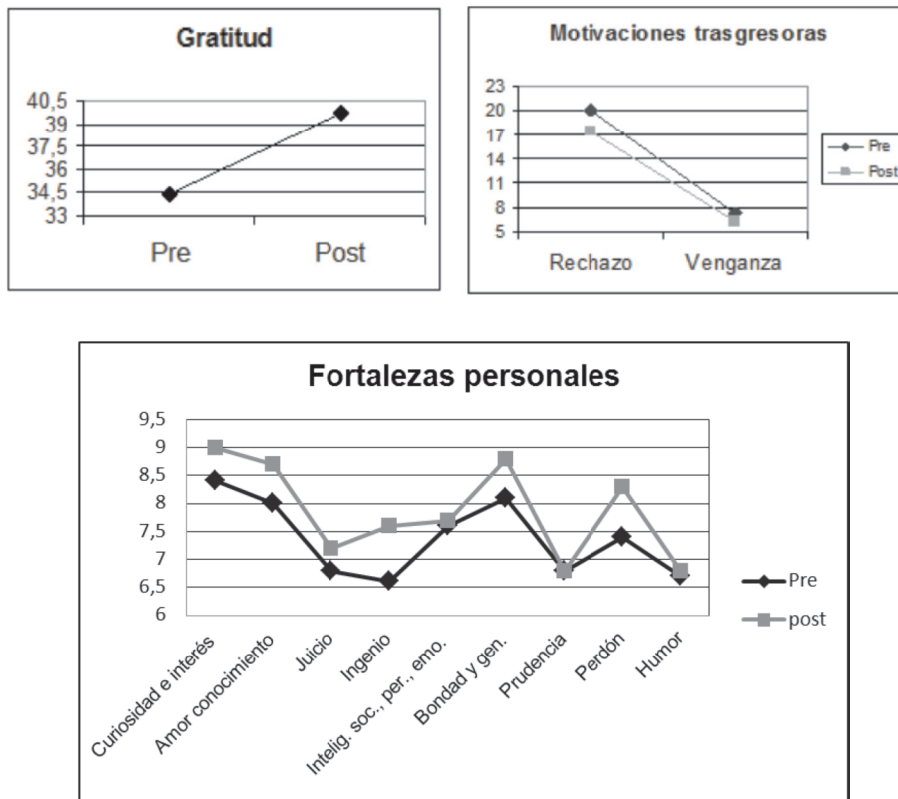 Gratitud
40,5
39
37,5
36
34,5
33
Pre Post
Motivaciones trasgresoras
23
20
17
14
11
8
5
Rechazo Venganza
Pre
Post
Fortalezas personales
9,5
9
8,5
8
7,5
7
6,5
6
Curiosidad e interés
Amor conocimiento
Juicio
Ingenio
Intelig. soc., per., emo.
Bondad y gen.
Prudencia
Perdón
Humor
Pre
post